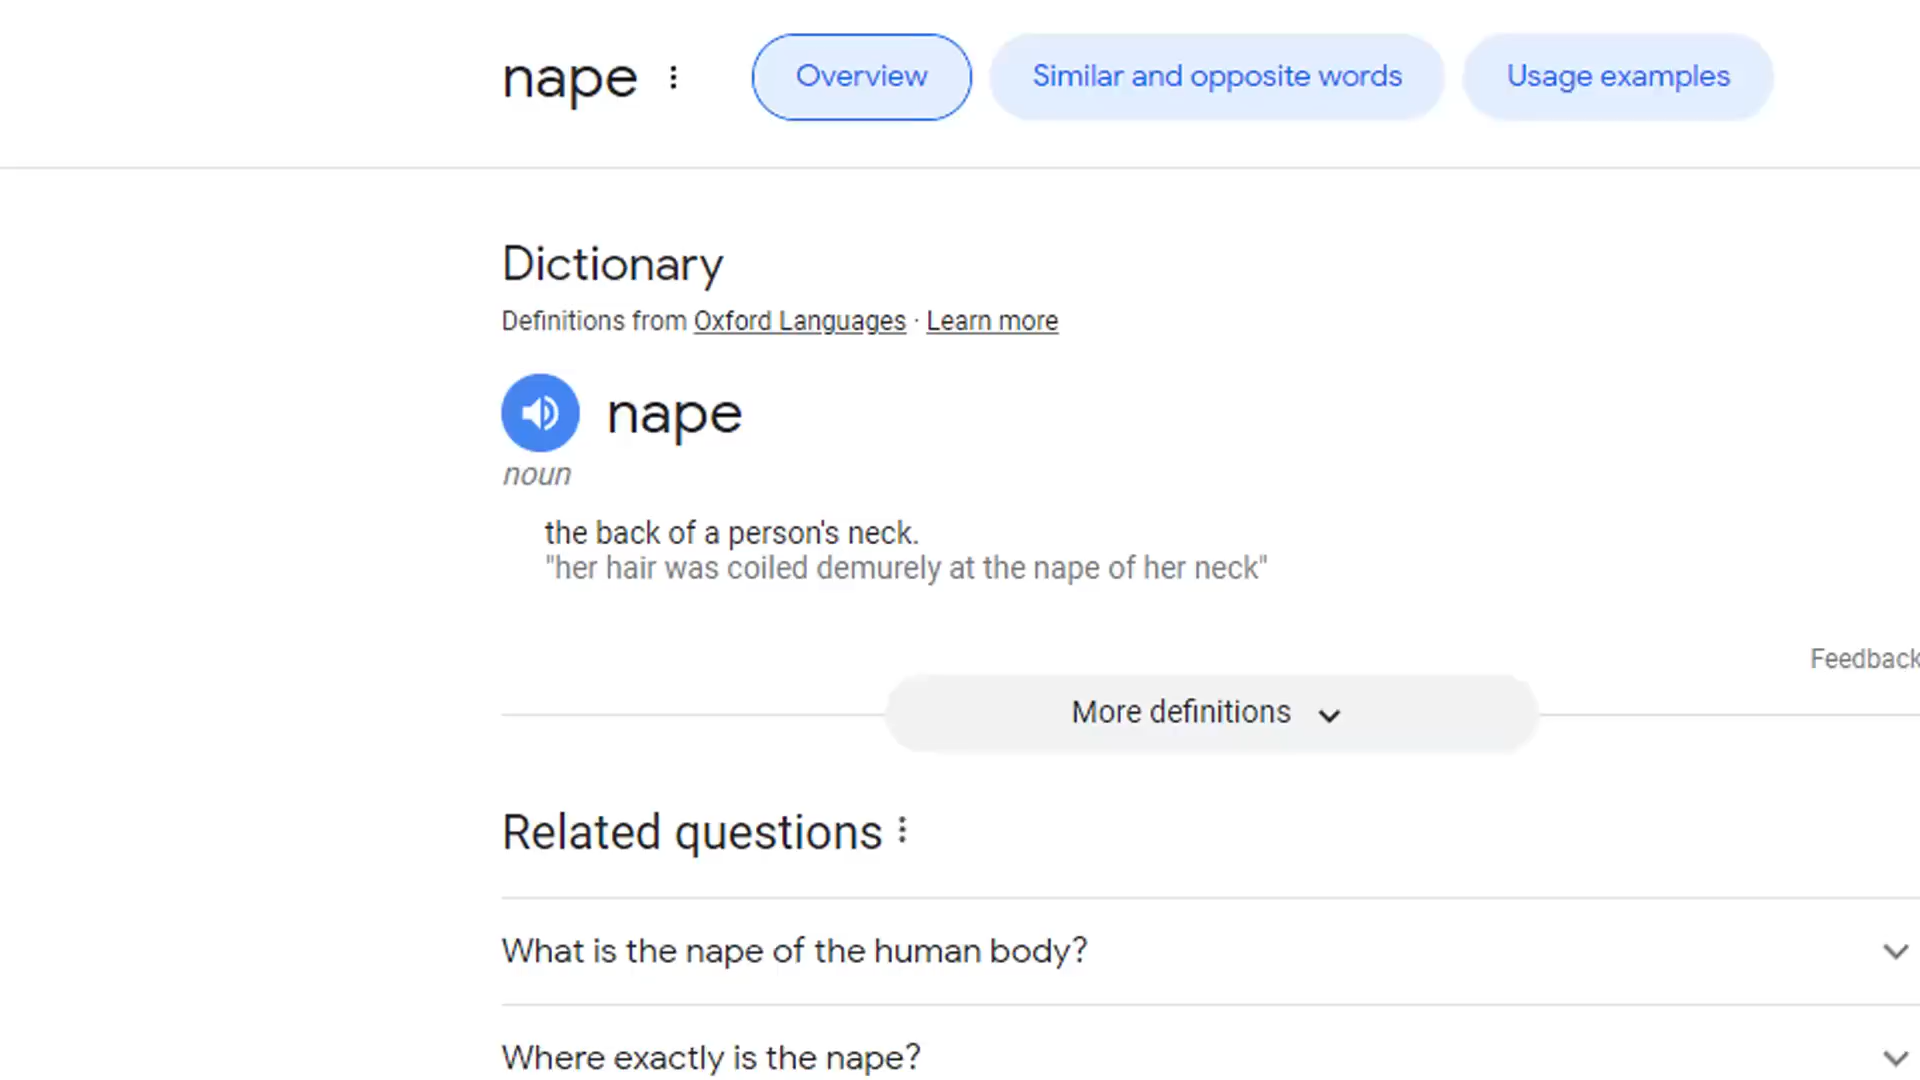 nape
Overview
Similar and opposite words
Usage examples
Dictionary
Definitions from Oxford Languages · Learn more
nape
noun
the back of a person's neck.
"her hair was coiled demurely at the nape of her neck"
Feedback
More definitions
Related questions
What is the nape of the human body?
Where exactly is the nape?